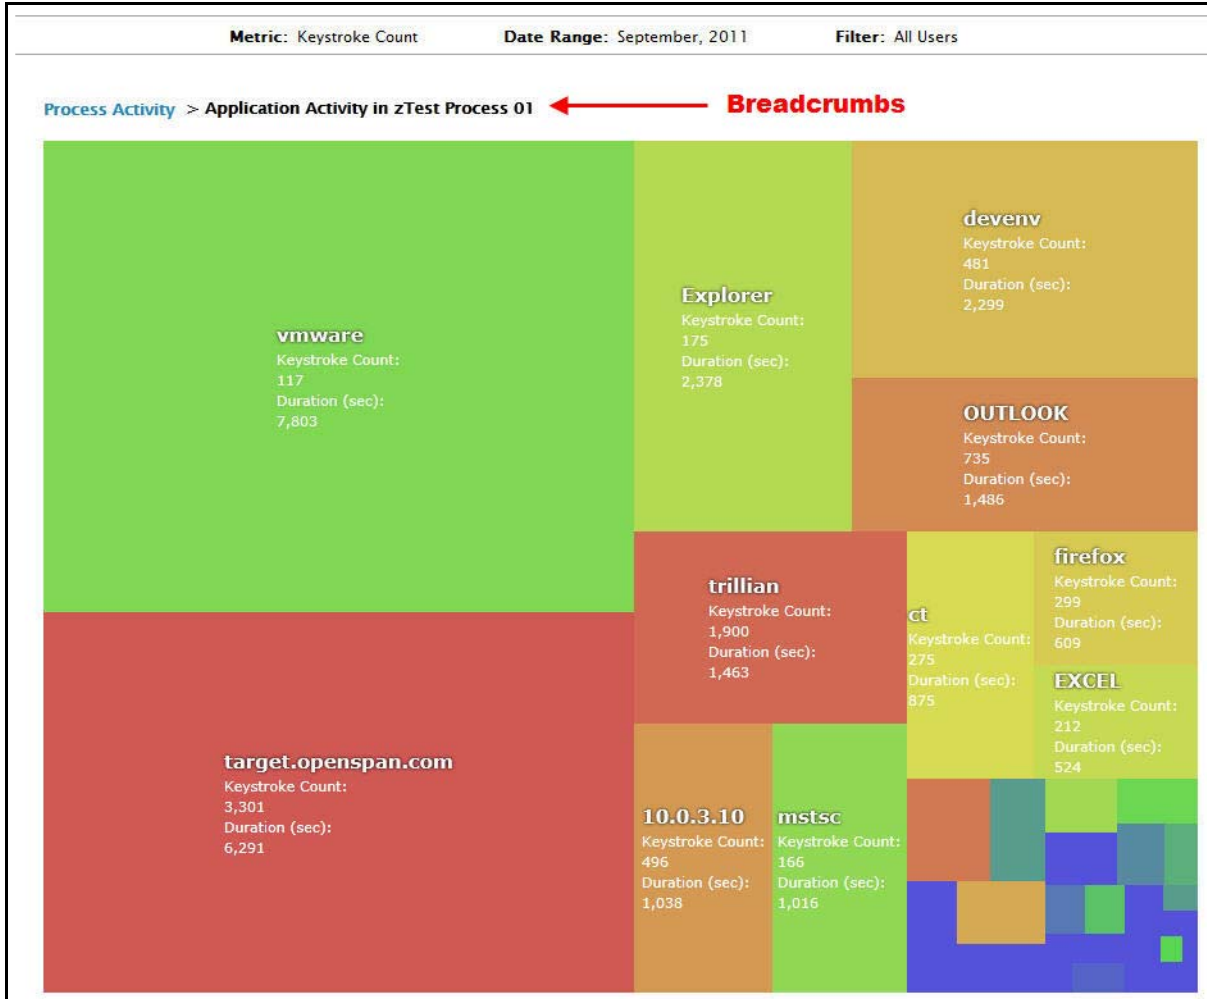 Metric: Keystroke Count Date Range: September, 2011 Filter: All Users
Process Activity > Application Activity in zTest Process 01 Breadcrumbs
vmware
Keystroke Count:
117
Duration (sec):
7,803
target.openspan.com
Keystroke Count:
3,301
Duration (sec):
6,291
Explorer
Keystroke Count:
175
Duration (sec):
2,378
devenv
Keystroke Count:
481
Duration (sec):
2,299
OUTLOOK
Keystroke Count:
735
Duration (sec):
1,486
trillian
Keystroke Count:
1,900
Duration (sec):
1,463
10.0.3.10
Keystroke Count:
496
Duration (sec):
1,038
mstsc
Keystroke Count:
166
Duration (sec):
1,016
ct
Keystroke Count:
275
Duration (sec):
875
firefox
Keystroke Count:
299
Duration (sec):
609
EXCEL
Keystroke Count:
212
Duration (sec):
524